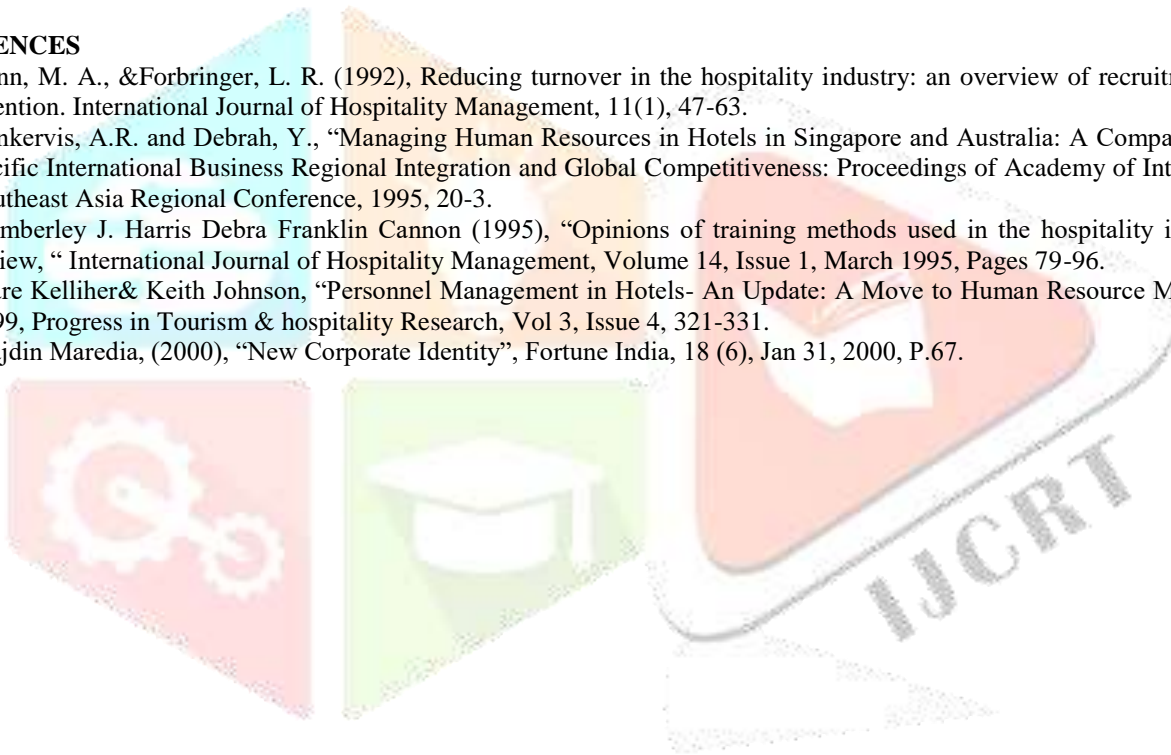 ENCES
nn, M. A., &Forbringer, L. R. (1992), Reducing turnover in the hospitality industry: an overview of recruitm
ention. International Journal of Hospitality Management, 11(1), 47-63.
nkervis, A.R. and Debrah, Y., “Managing Human Resources in Hotels in Singapore and Australia: A Compa
cific International Business Regional Integration and Global Competitiveness: Proceedings of Academy of Int
utheast Asia Regional Conference, 1995, 20-3.
mberley J. Harris Debra Franklin Cannon (1995), “Opinions of training methods used in the hospitality i
view, “ International Journal of Hospitality Management, Volume 14, Issue 1, March 1995, Pages 79-96.
are Kelliher& Keith Johnson, “Personnel Management in Hotels- An Update: A Move to Human Resource M
99, Progress in Tourism & hospitality Research, Vol 3, Issue 4, 321-331.
jdin Maredia, (2000), “New Corporate Identity”, Fortune India, 18 (6), Jan 31, 2000, P.67.
IJCRT